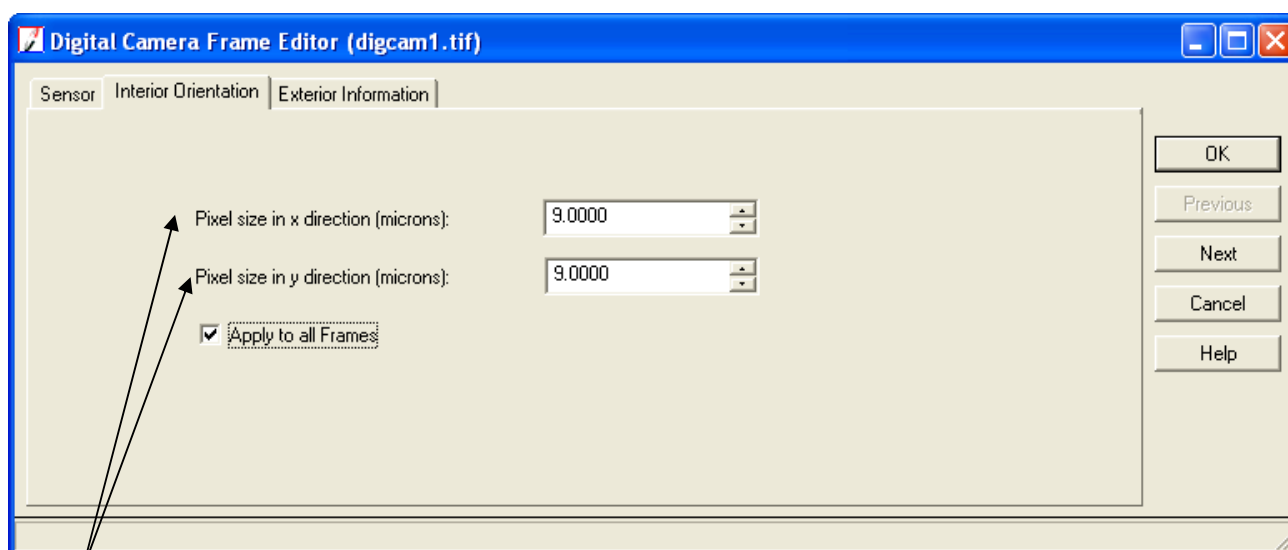 Digital Camera Frame Editor (digcam1.tif)
Sensor Interior Orientation Exterior Information
OK
Previous
Next
Cancel
Help
Pixel size in x direction (microns): 9.0000
Pixel size in y direction (microns): 9.0000
Apply to all Frames